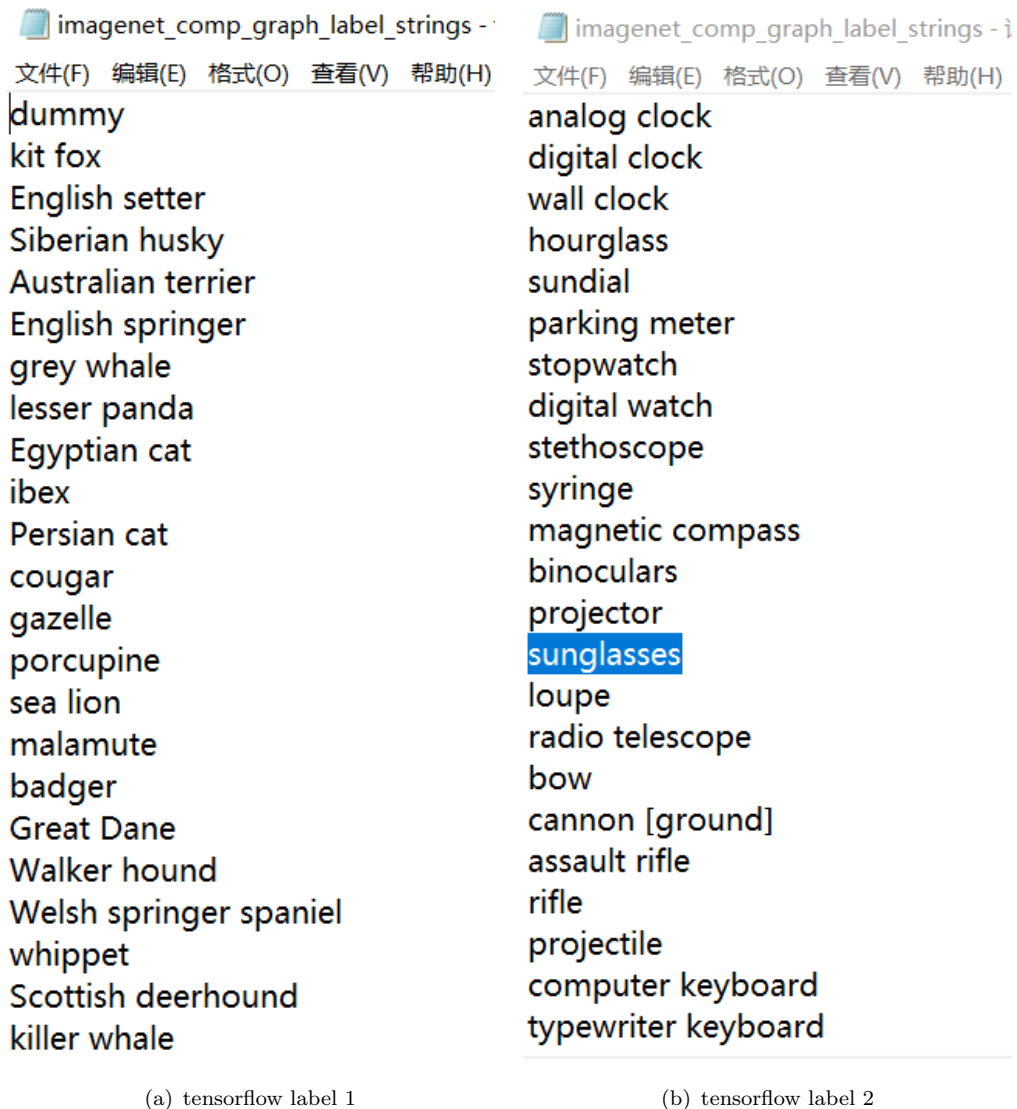 imagenet_comp_graph_label_strings -
文件(F) 编辑(E) 格式(O) 查看(V) 帮助(H)
dummy
kit fox
English setter
Siberian husky
Australian terrier
English springer
grey whale
lesser panda
Egyptian cat
ibex
Persian cat
cougar
gazelle
porcupine
sea lion
malamute
badger
Great Dane
Walker hound
Welsh springer spaniel
whippet
Scottish deerhound
killer whale
(a) tensorflow label 1
imagenet_comp_graph_label_strings -
文件(F) 编辑(E) 格式(O) 查看(V) 帮助(H)
analog clock
digital clock
wall clock
hourglass
sundial
parking meter
stopwatch
digital watch
stethoscope
syringe
magnetic compass
binoculars
projector
sunglasses
loupe
radio telescope
bow
cannon [ground]
assault rifle
rifle
projectile
computer keyboard
typewriter keyboard
(b) tensorflow label 2